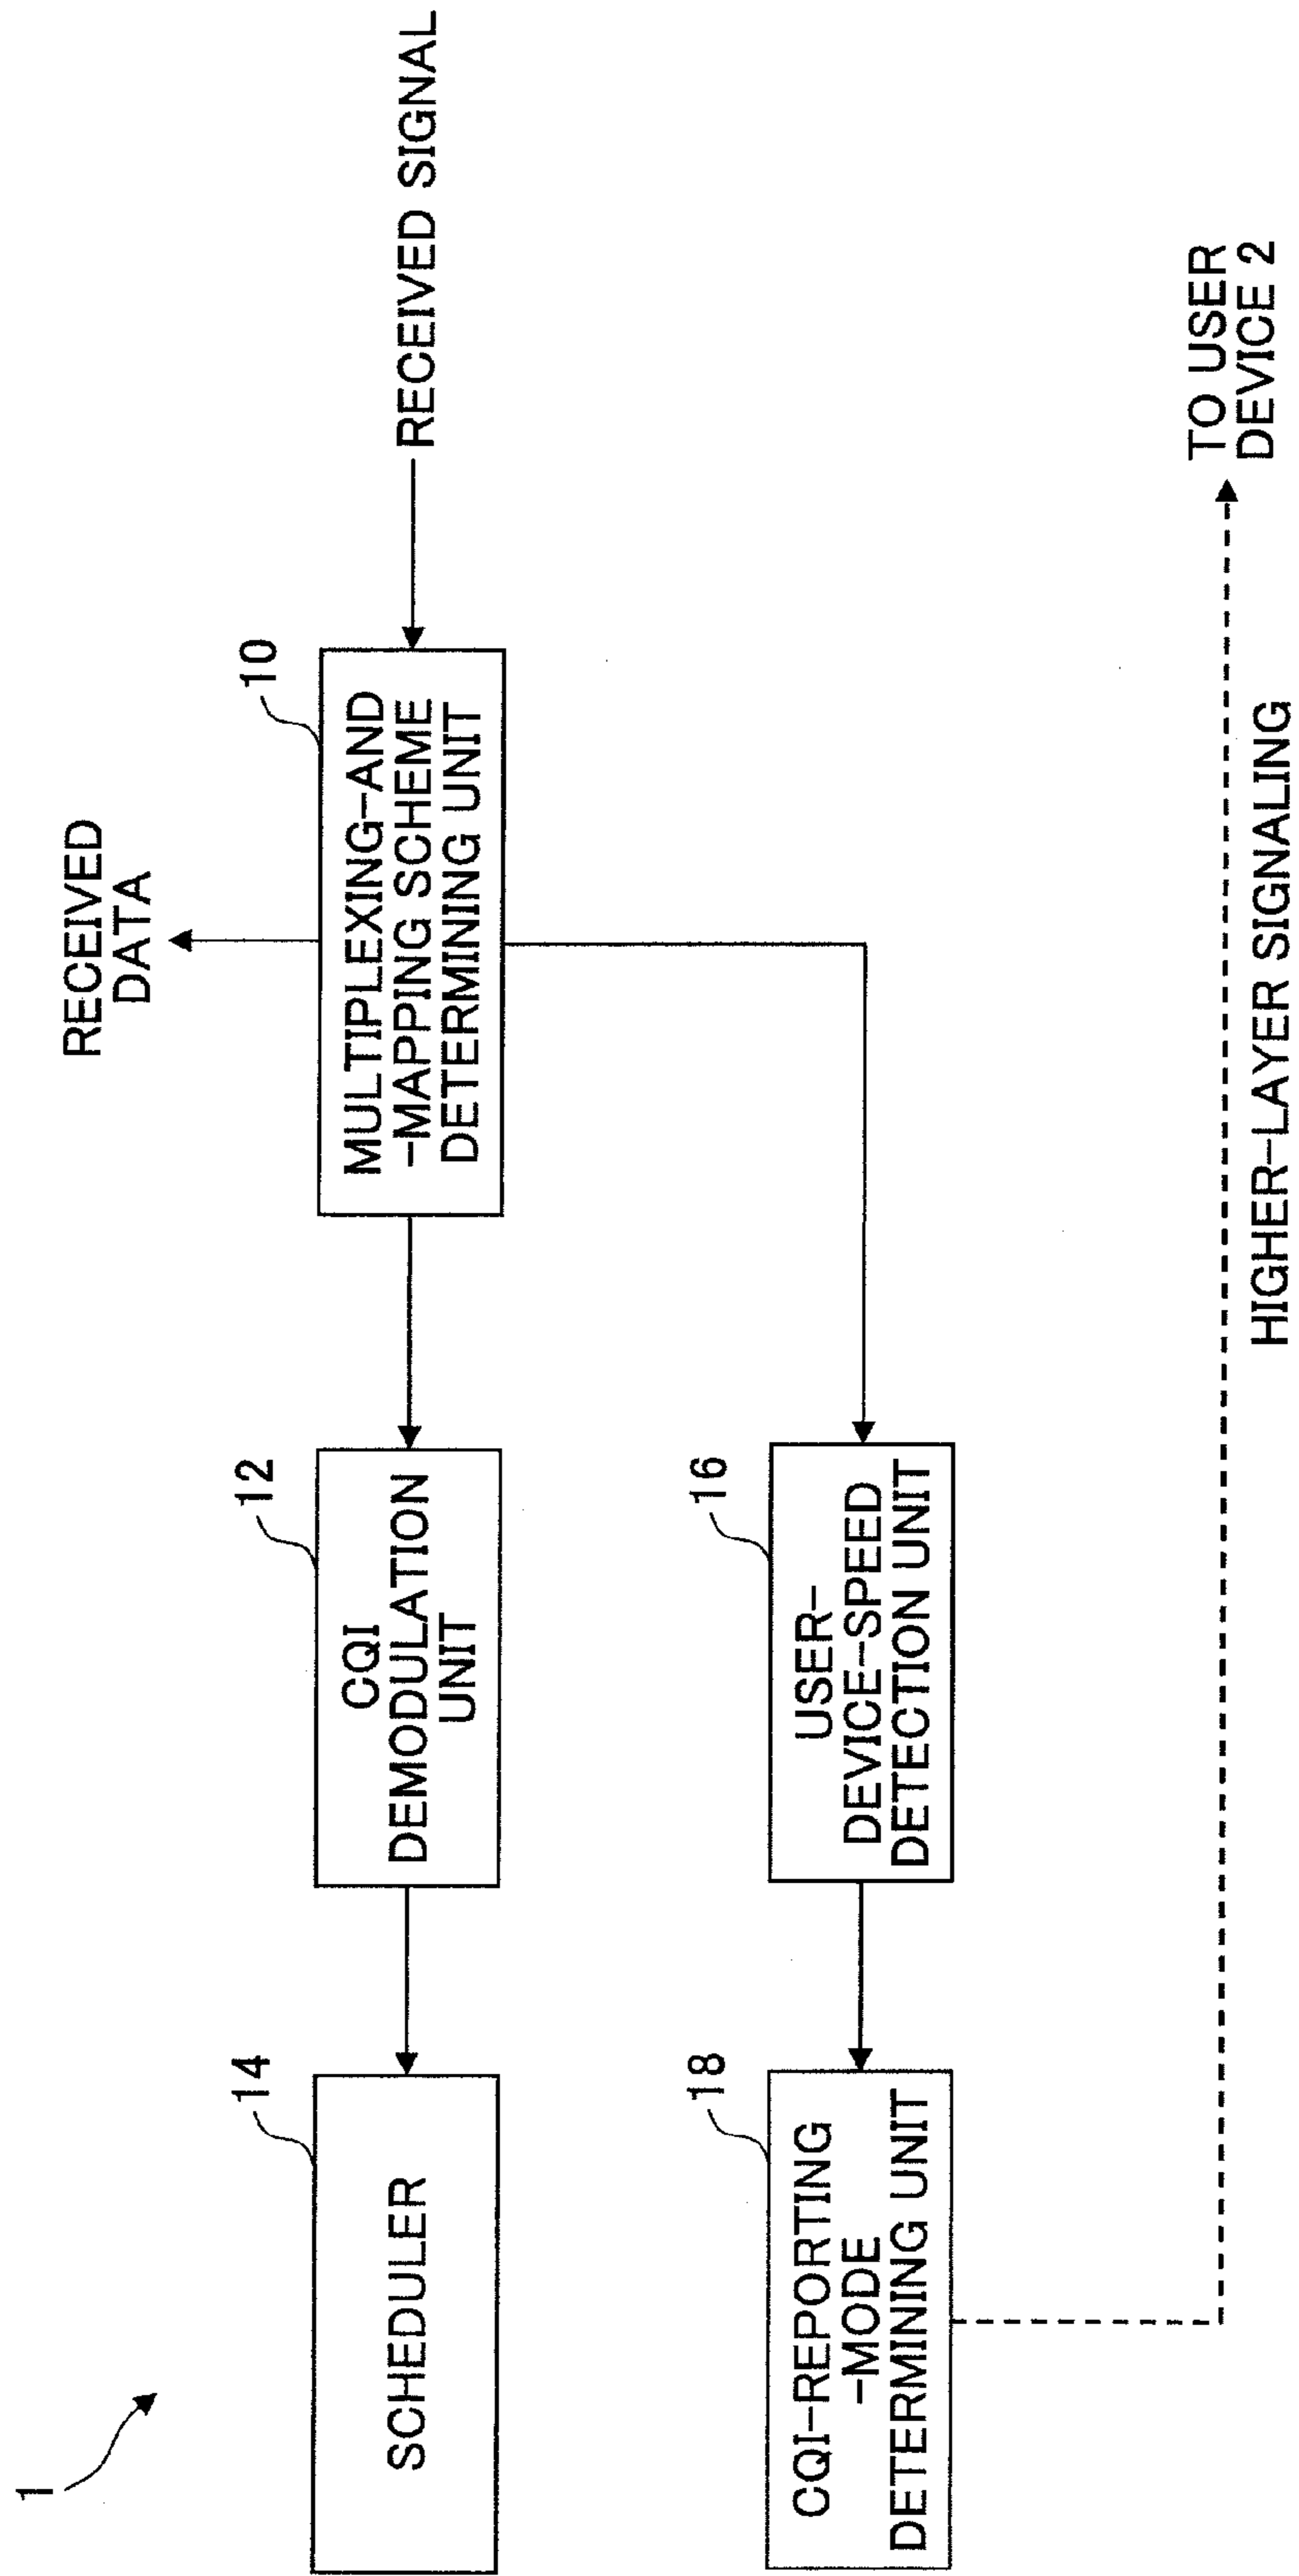 1
RECEIVED
DATA
14
SCHEDULER
12
CQI
DEMODULATION
UNIT
10
MULTIPLEXING-AND
-MAPPING SCHEME
DETERMINING UNIT
RECEIVED SIGNAL
18
CQI-REPORTING
-MODE
DETERMINING UNIT
16
USER-
DEVICE-SPEED
DETECTION UNIT
HIGHER-LAYER SIGNALING
TO USER
DEVICE 2